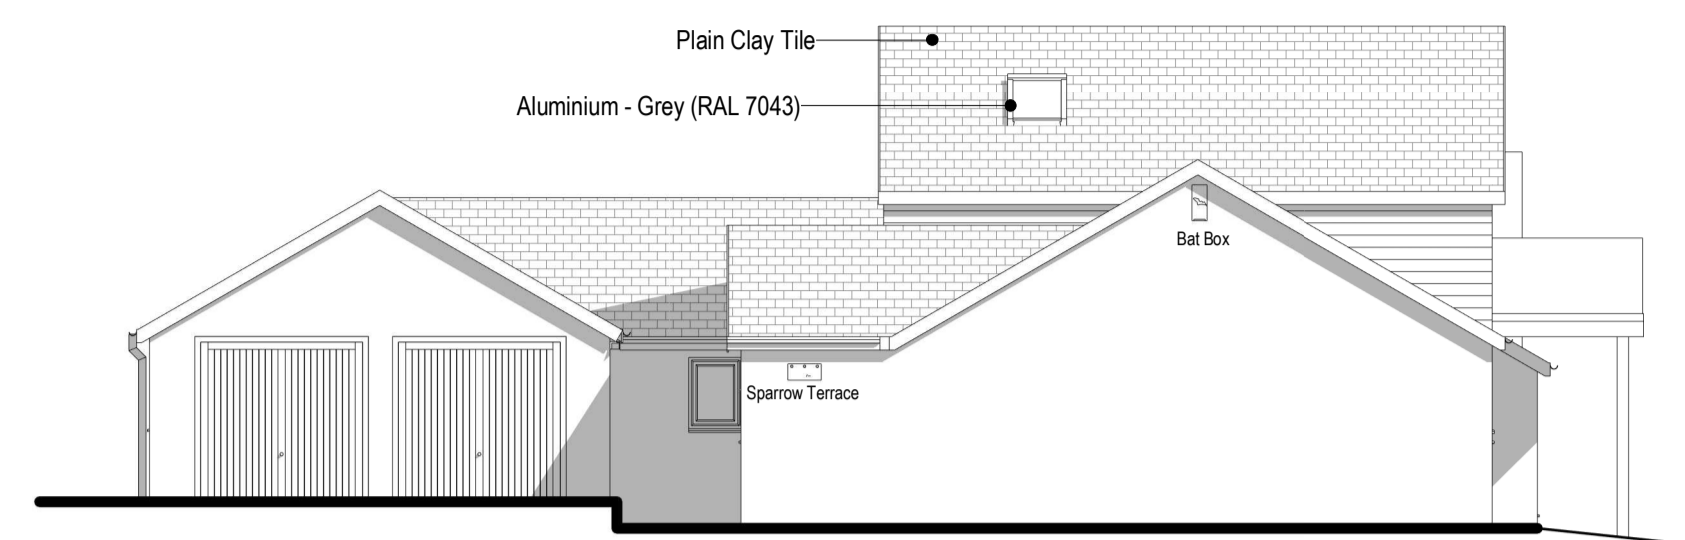 Plain Clay Tile
Aluminium - Grey (RAL 7043)
Bat Box
Sparrow Terrace